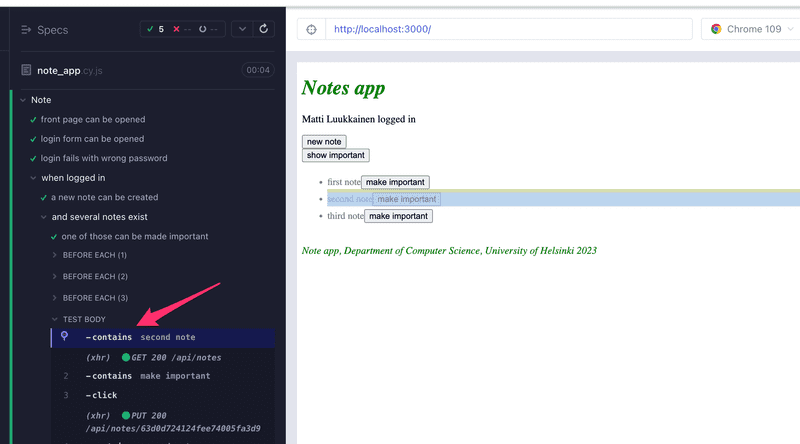 Specs
5
--
--
note_app.cy.js
00:04
Note
front page can be opened
login form can be opened
login fails with wrong password
when logged in
a new note can be created
and several notes exist
one of those can be made important
BEFORE EACH (1)
BEFORE EACH (2)
BEFORE EACH (3)
TEST BODY
-contains second note
(xhr) GET 200 /api/notes
2 -contains make important
3 -click
(xhr) PUT 200
/api/notes/63d0d724124fee74005fa3d9
http://localhost:3000/
Chrome 109
Notes app
Matti Luukkainen logged in
new note
show important
first note make important
second note make important
third note make important
Note app, Department of Computer Science, University of Helsinki 2023